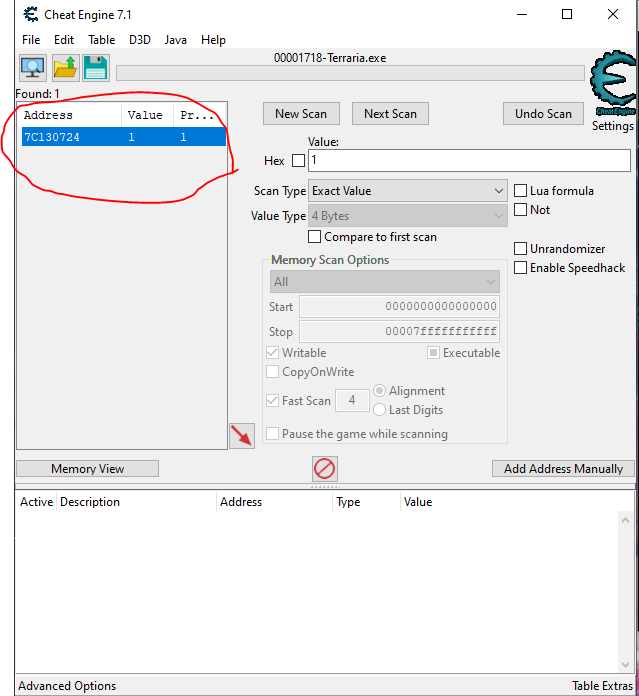 Cheat Engine 7.1
File Edit Table D3D Java Help
00001718-Terraria.exe
Found: 1
Address Value Pr...
7C130724 1 1
New Scan Next Scan Undo Scan
Cheat Engine
Settings
Value:
Hex 1
Scan Type Exact Value
Lua formula
Value Type 4 Bytes
Not
Compare to first scan
Unrandomizer
Memory Scan Options
Enable Speedhack
All
Start 0000000000000000
Stop 00007fffffffffff
Writable Executable
CopyOnWrite
Fast Scan 4 Alignment
Last Digits
Pause the game while scanning
Memory View Add Address Manually
Active Description Address Type Value
Advanced Options Table Extras